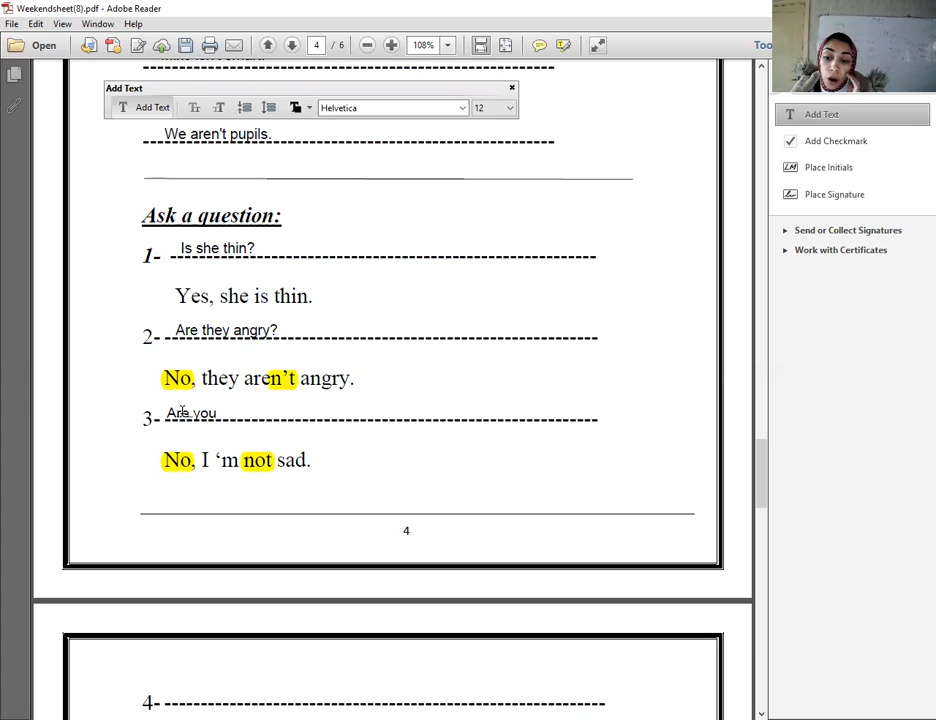 Weekendsheet(8).pdf - Adobe Reader
File Edit View Window Help
Open 4 / 6 108% Too
Add Text
Add Text Helvetica 12
We aren't pupils.
Ask a question:
1- Is she thin?
Yes, she is thin.
2- Are they angry?
No, they aren't angry.
3- Are you
No, I 'm not sad.
4
4-
Add Text
Add Checkmark
Place Initials
Place Signature
Send or Collect Signatures
Work with Certificates